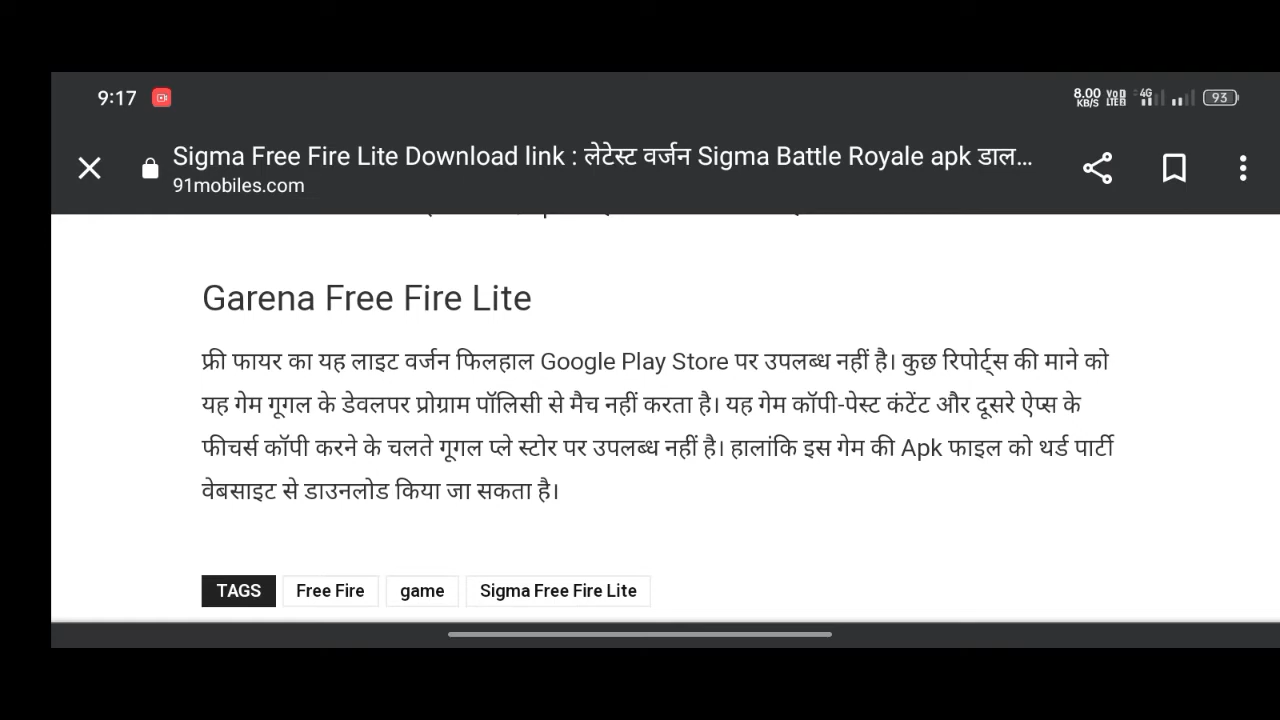 9:17
8.00 KB/S VoD LTE2 4G 93
Sigma Free Fire Lite Download link : लेटेस्ट वर्जन Sigma Battle Royale apk डाल...
91mobiles.com
Garena Free Fire Lite
फ्री फायर का यह लाइट वर्जन फिलहाल Google Play Store पर उपलब्ध नहीं है। कुछ रिपोर्ट्स की माने को
यह गेम गूगल के डेवलपर प्रोग्राम पॉलिसी से मैच नहीं करता है। यह गेम कॉपी-पेस्ट कंटेंट और दूसरे ऐप्स के
फीचर्स कॉपी करने के चलते गूगल प्ले स्टोर पर उपलब्ध नहीं है। हालांकि इस गेम की Apk फाइल को थर्ड पार्टी
वेबसाइट से डाउनलोड किया जा सकता है।
TAGS Free Fire game Sigma Free Fire Lite